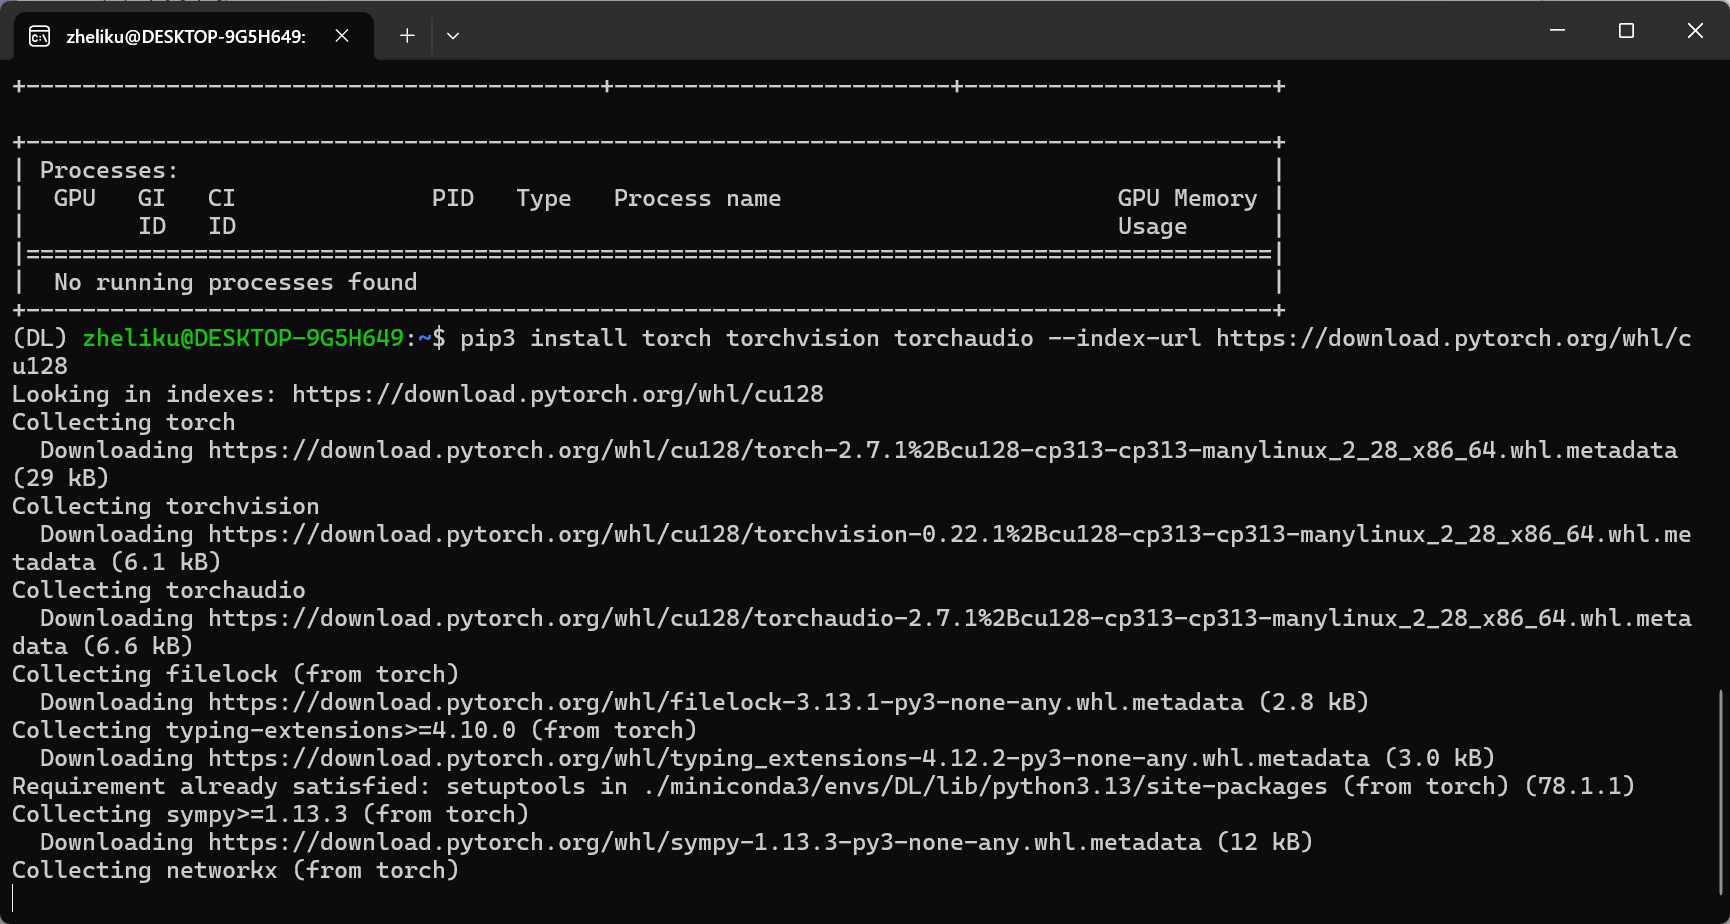 zheliku@DESKTOP-9G5H649:
+-----------------------------------------+------------------------+----------------------+
+-----------------------------------------------------------------------------------------+
| Processes: |
| GPU GI CI PID Type Process name GPU Memory |
| ID ID Usage |
|=========================================================================================|
| No running processes found |
+-----------------------------------------------------------------------------------------+
(DL) zheliku@DESKTOP-9G5H649:~$ pip3 install torch torchvision torchaudio --index-url https://download.pytorch.org/whl/c
u128
Looking in indexes: https://download.pytorch.org/whl/cu128
Collecting torch
Downloading https://download.pytorch.org/whl/cu128/torch-2.7.1%2Bcu128-cp313-cp313-manylinux_2_28_x86_64.whl.metadata
(29 kB)
Collecting torchvision
Downloading https://download.pytorch.org/whl/cu128/torchvision-0.22.1%2Bcu128-cp313-cp313-manylinux_2_28_x86_64.whl.me
tadata (6.1 kB)
Collecting torchaudio
Downloading https://download.pytorch.org/whl/cu128/torchaudio-2.7.1%2Bcu128-cp313-cp313-manylinux_2_28_x86_64.whl.meta
data (6.6 kB)
Collecting filelock (from torch)
Downloading https://download.pytorch.org/whl/filelock-3.13.1-py3-none-any.whl.metadata (2.8 kB)
Collecting typing-extensions>=4.10.0 (from torch)
Downloading https://download.pytorch.org/whl/typing_extensions-4.12.2-py3-none-any.whl.metadata (3.0 kB)
Requirement already satisfied: setuptools in ./miniconda3/envs/DL/lib/python3.13/site-packages (from torch) (78.1.1)
Collecting sympy>=1.13.3 (from torch)
Downloading https://download.pytorch.org/whl/sympy-1.13.3-py3-none-any.whl.metadata (12 kB)
Collecting networkx (from torch)